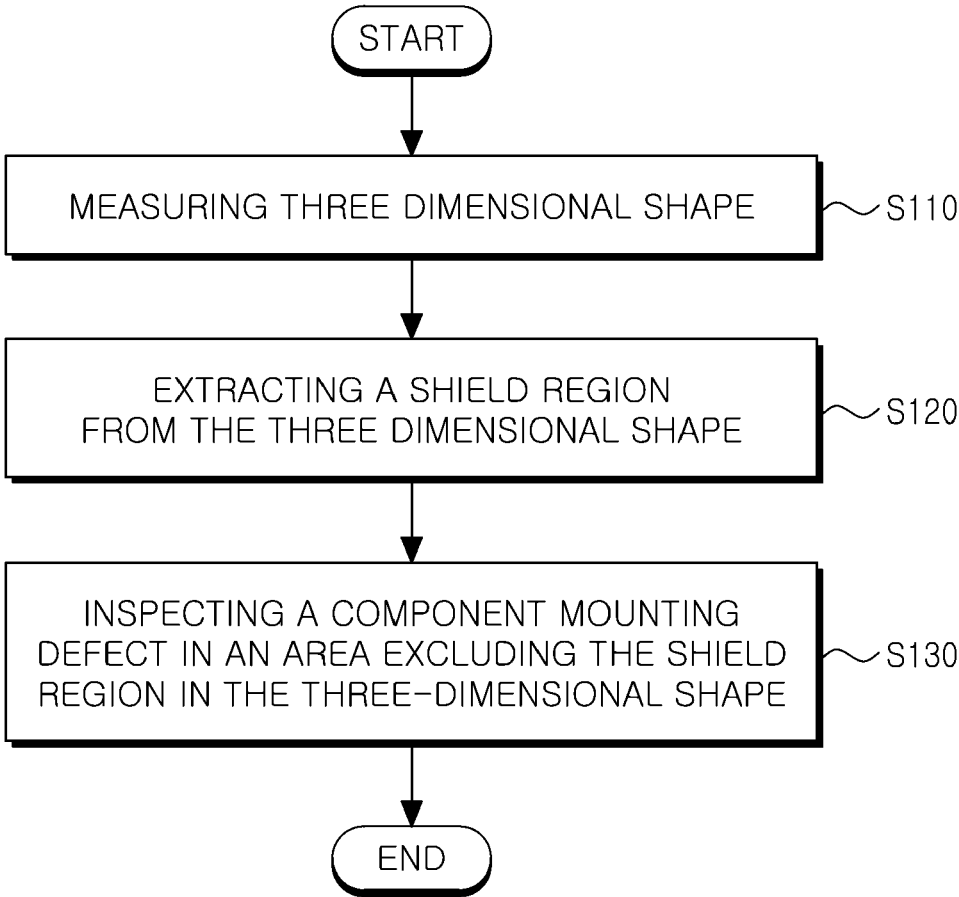 START
MEASURING THREE DIMENSIONAL SHAPE
S110
EXTRACTING A SHIELD REGION
FROM THE THREE DIMENSIONAL SHAPE
S120
INSPECTING A COMPONENT MOUNTING
DEFECT IN AN AREA EXCLUDING THE SHIELD
REGION IN THE THREE-DIMENSIONAL SHAPE
S130
END